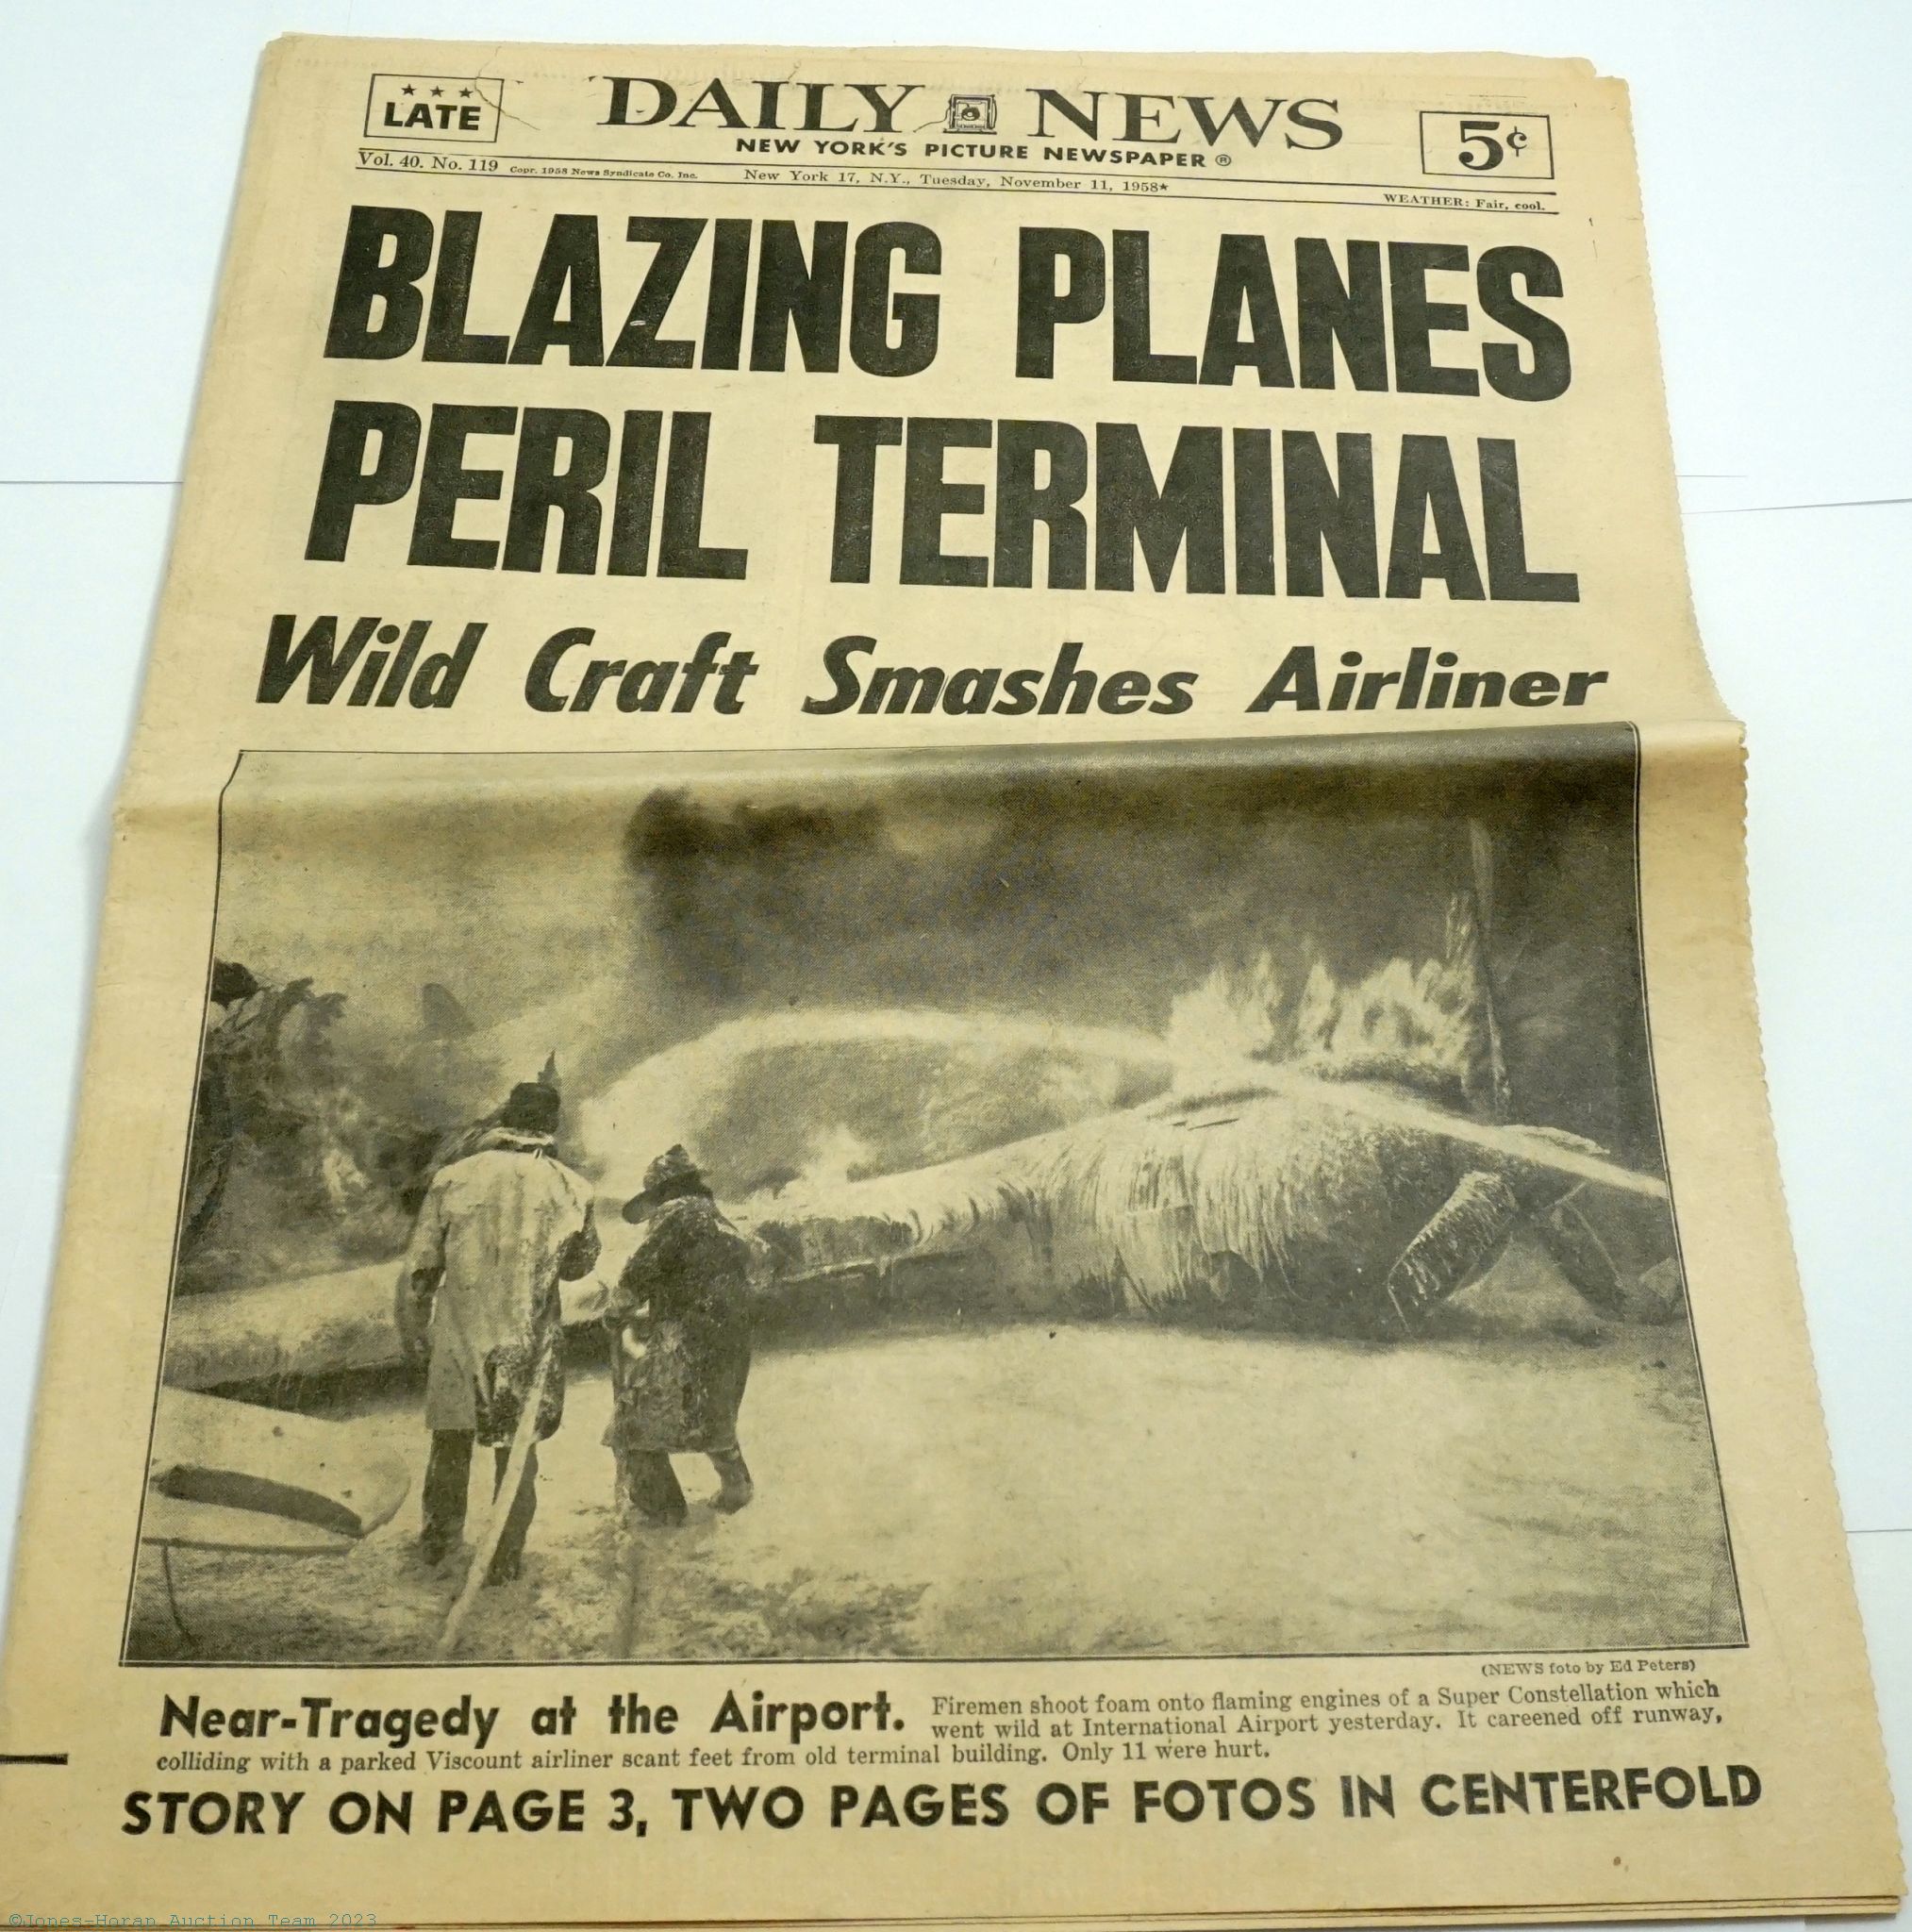 ★ ★ ★
LATE
DAILY NEWS
NEW YORK'S PICTURE NEWSPAPER ®
5¢
Vol. 40. No. 119 Copr. 1958 News Syndicate Co. Inc. New York 17, N.Y., Tuesday, November 11, 1958★
WEATHER: Fair, cool.
BLAZING PLANES
PERIL TERMINAL
Wild Craft Smashes Airliner
(NEWS foto by Ed Peters)
Near-Tragedy at the Airport. Firemen shoot foam onto flaming engines of a Super Constellation which
went wild at International Airport yesterday. It careened off runway,
colliding with a parked Viscount airliner scant feet from old terminal building. Only 11 were hurt.
STORY ON PAGE 3, TWO PAGES OF FOTOS IN CENTERFOLD
©Jones-Horan Auction Team 2023